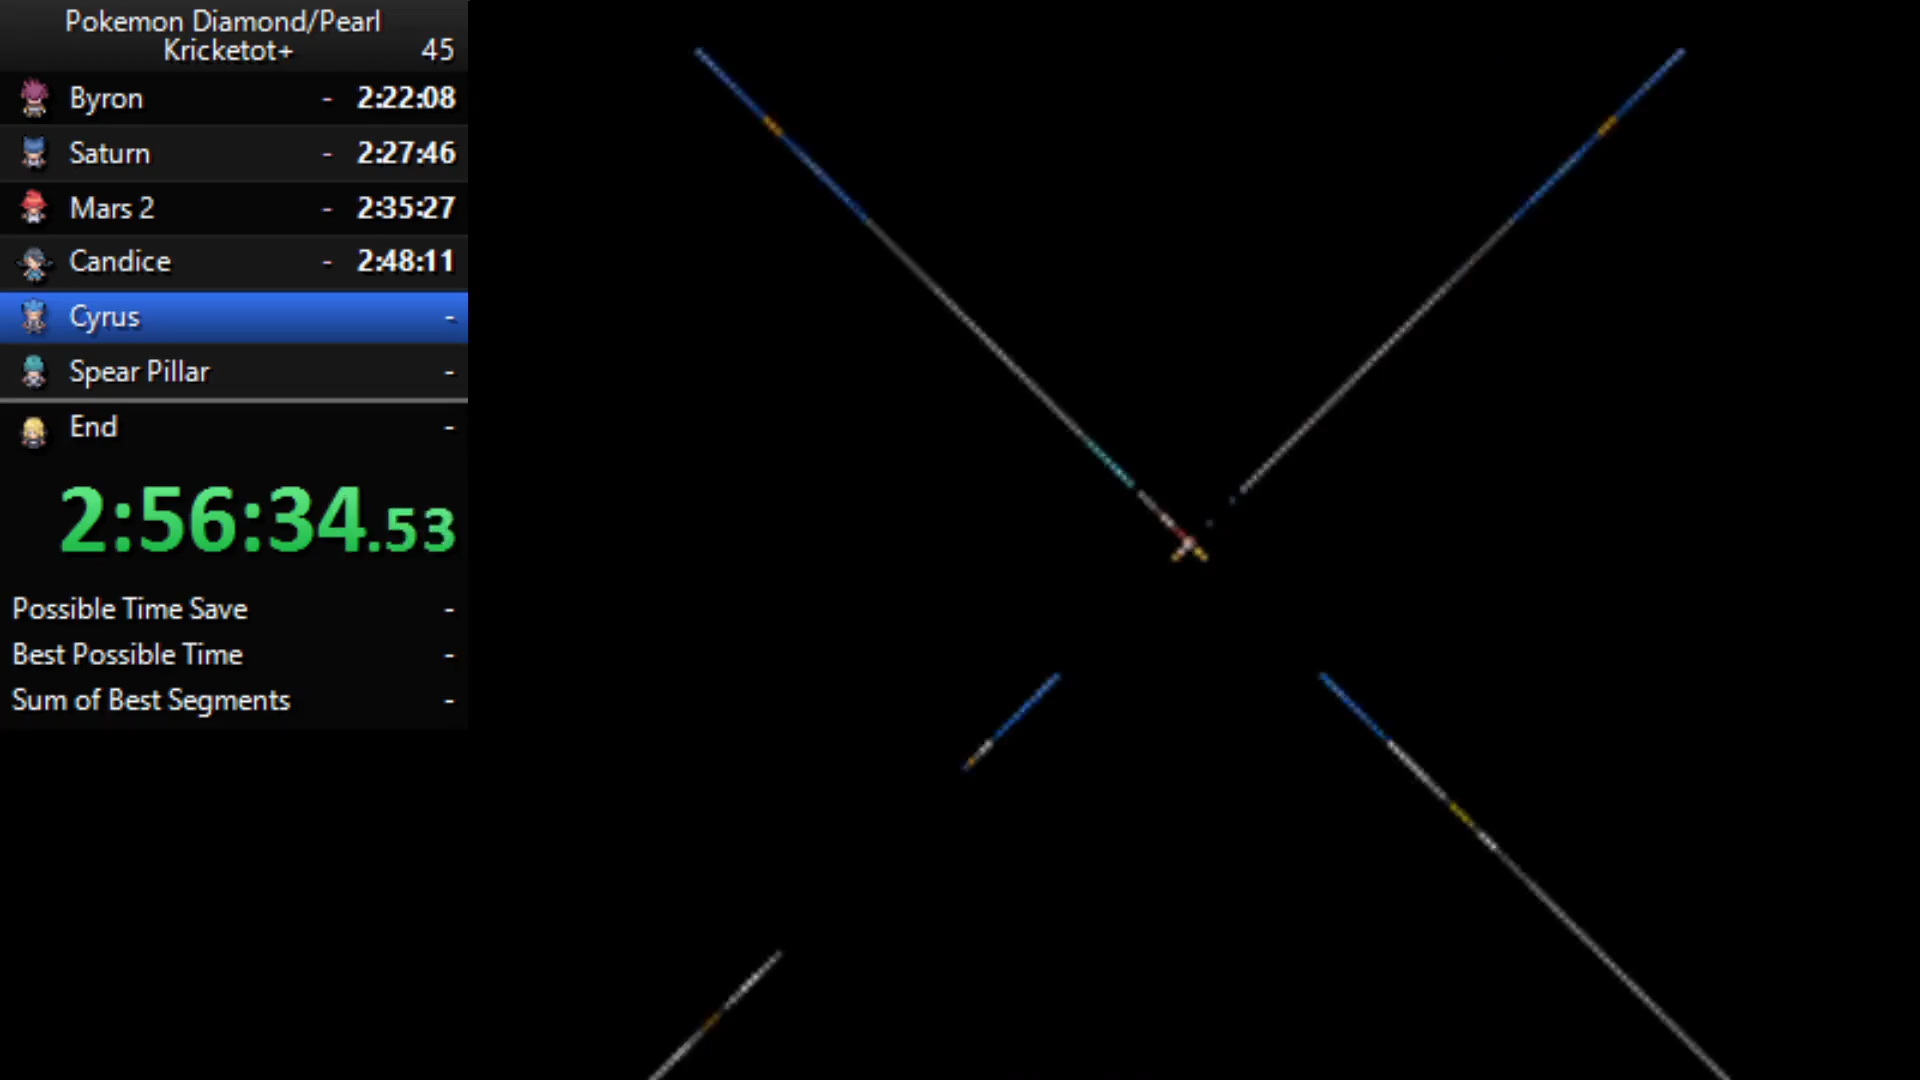 Pokemon Diamond/Pearl
Kricketot+ 45
Byron - 2:22:08
Saturn - 2:27:46
Mars 2 - 2:35:27
Candice - 2:48:11
Cyrus -
Spear Pillar -
End -
2:56:34.53
Possible Time Save -
Best Possible Time -
Sum of Best Segments -